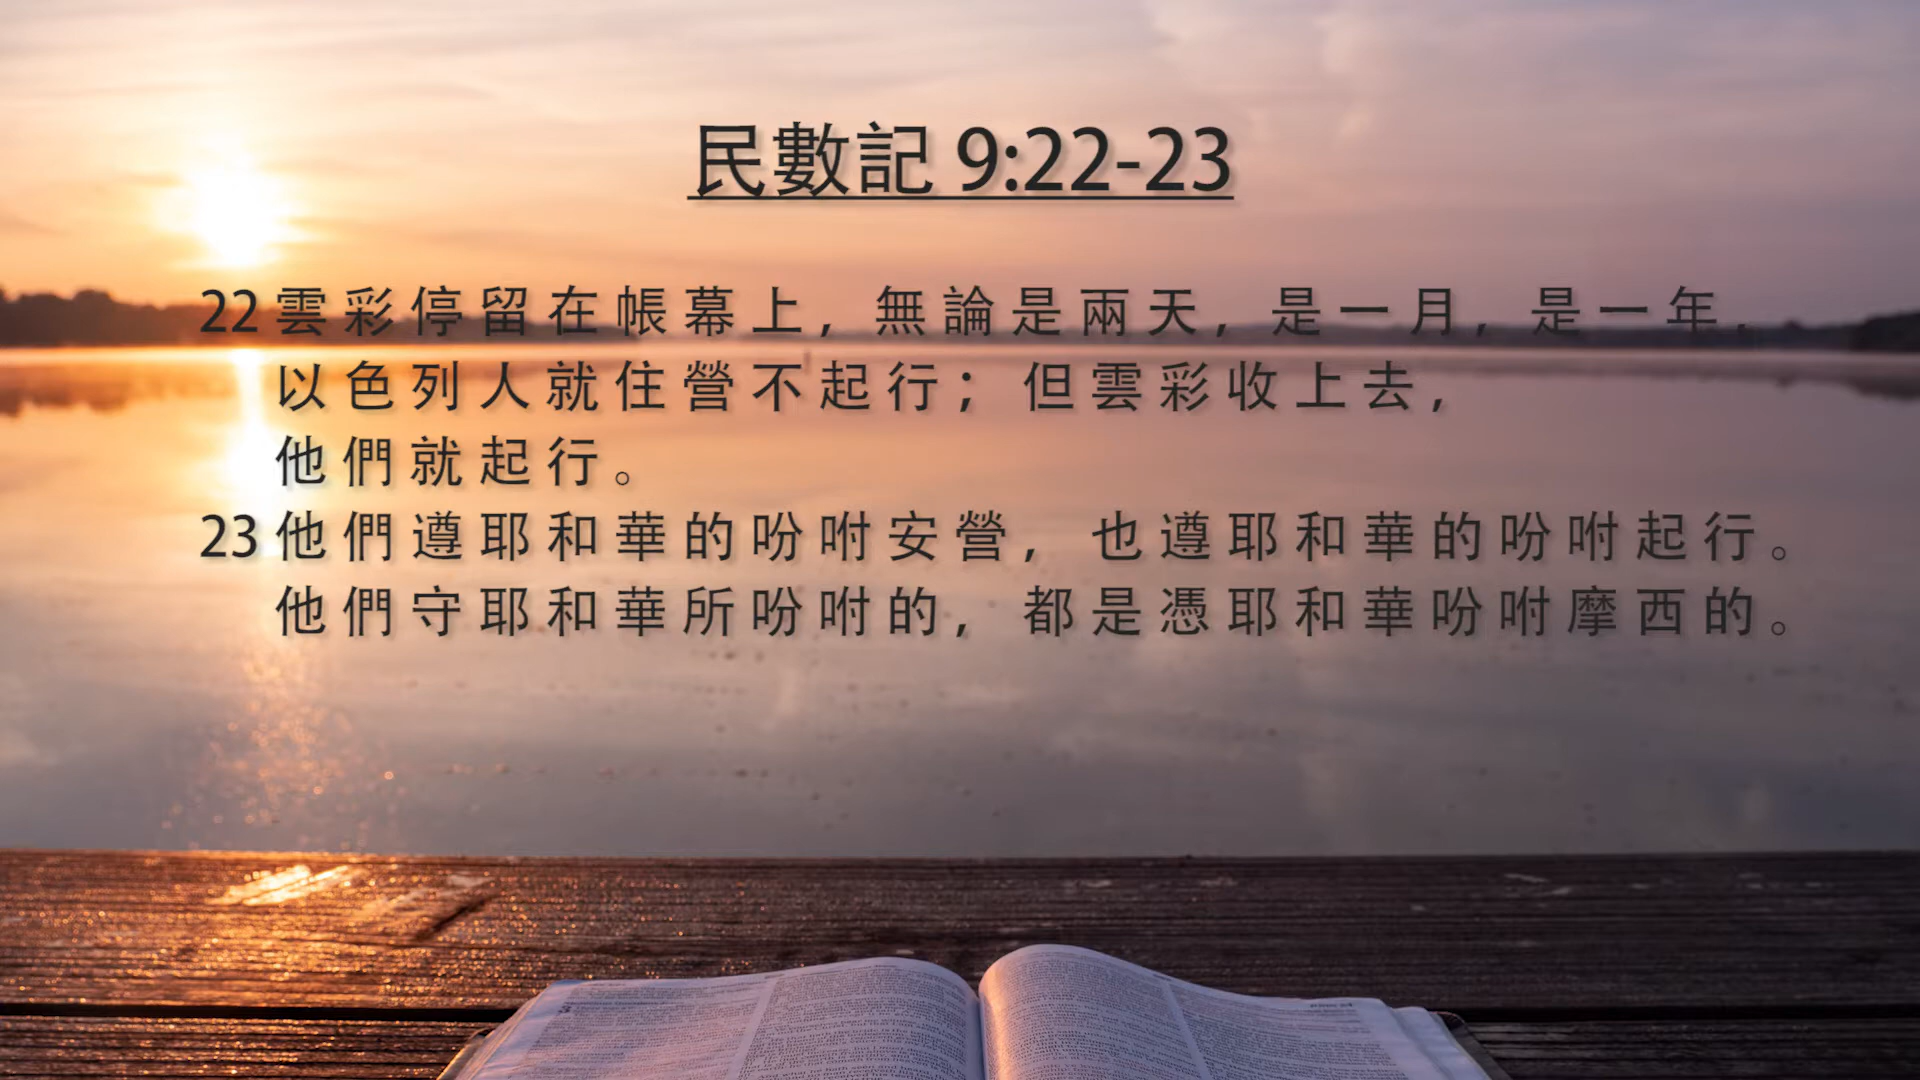 民數記 9:22-23
22 雲彩停留在帳幕上，無論是兩天，是一月，是一年，
以色列人就住營不起行；但雲彩收上去，
他們就起行。
23 他們遵耶和華的吩咐安營，也遵耶和華的吩咐起行。
他們守耶和華所吩咐的，都是憑耶和華吩咐摩西的。